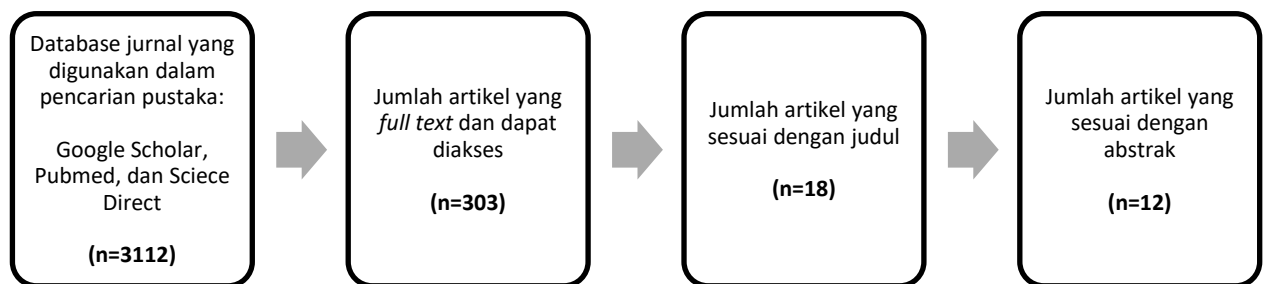 Database jurnal yang
digunakan dalam
pencarian pustaka:
Google Scholar,
Pubmed, dan Sciece
Direct
(n=3112)
Jumlah artikel yang
full text dan dapat
diakses
(n=303)
Jumlah artikel yang
sesuai dengan judul
(n=18)
Jumlah artikel yang
sesuai dengan
abstrak
(n=12)